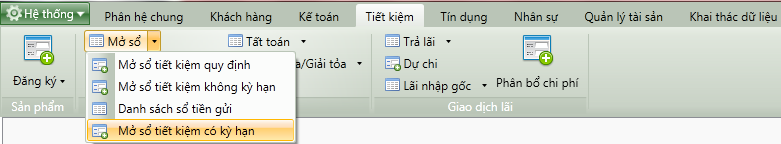 Hệ thống Phân hệ chung Khách hàng Kế toán Tiết kiệm Tín dụng Nhân sự Quản lý tài sản Khai thác dữ liệu
Mở sổ Tất toán Trả lãi
Mở sổ tiết kiệm quy định a/Giải tỏa Dự chi
Đăng ký Mở sổ tiết kiệm không kỳ hạn Lãi nhập gốc Phân bổ chi phí
Sản phẩm Danh sách sổ tiền gửi Giao dịch lãi
Mở sổ tiết kiệm có kỳ hạn